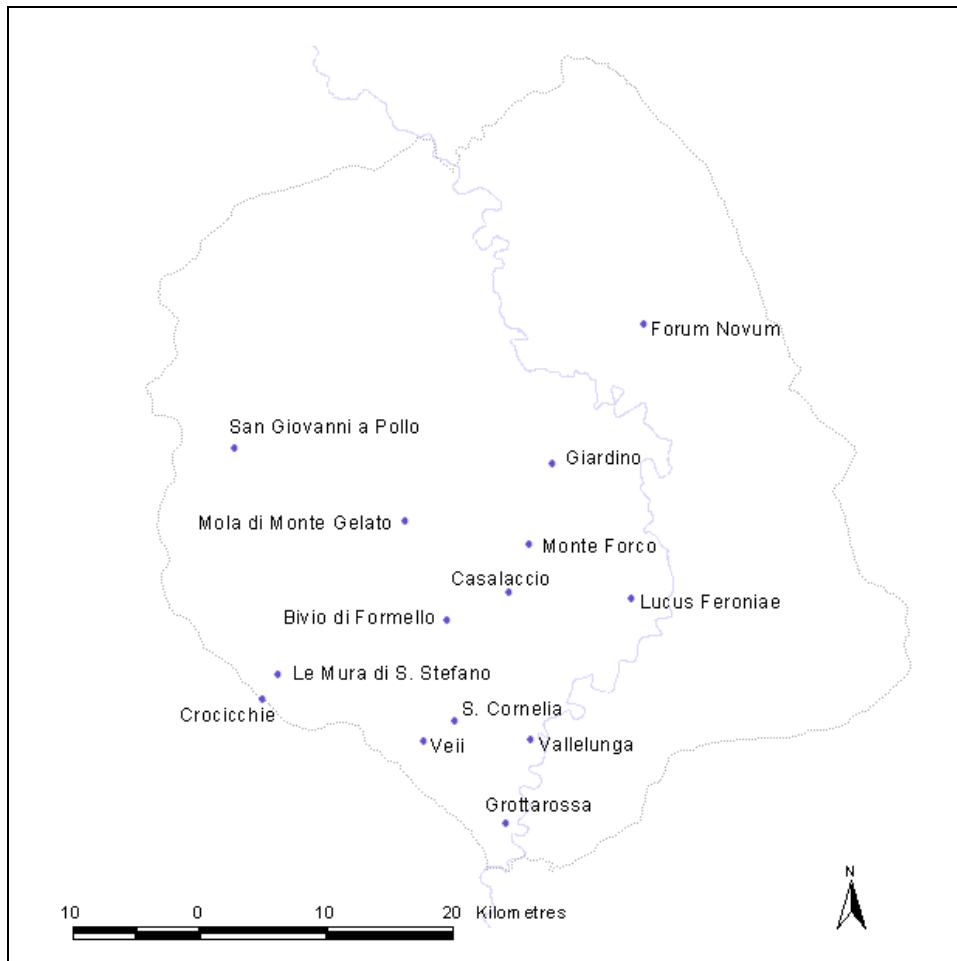 Forum Novum
San Giovanni a Pollo
Giardino
Mola di Monte Gelato
Monte Forco
Casalaccio
Lucus Feroniae
Bivio di Formello
Le Mura di S. Stefano
S. Cornelia
Crocicchie
Veii
Vallelunga
Grottarossa
N
10 0 10 20 Kilometres